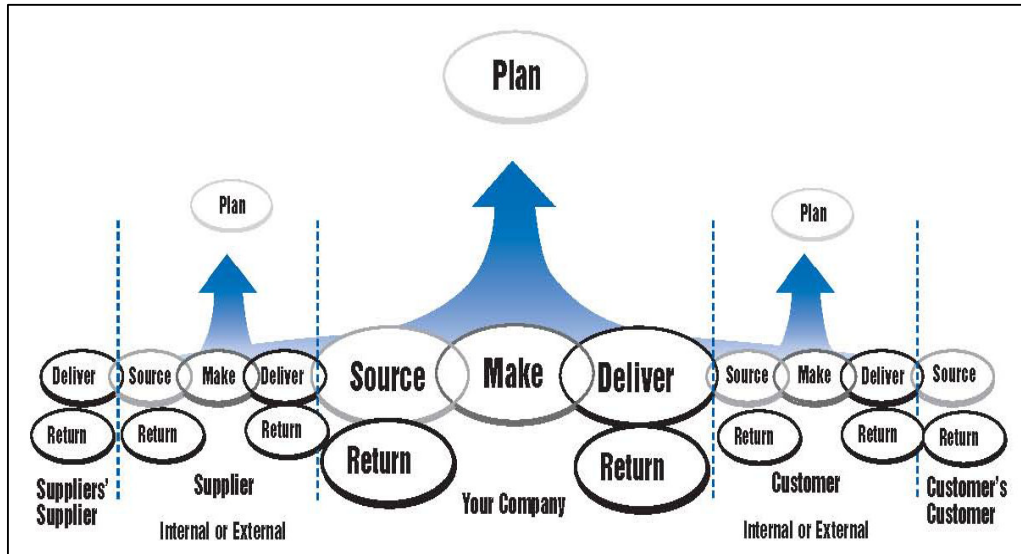 Plan
Plan
Plan
Deliver
Source
Make
Deliver
Source
Make
Deliver
Source
Make
Deliver
Source
Return
Return
Return
Return
Return
Return
Return
Return
Suppliers'
Supplier
Supplier
Internal or External
Your Company
Customer
Internal or External
Customer's
Customer